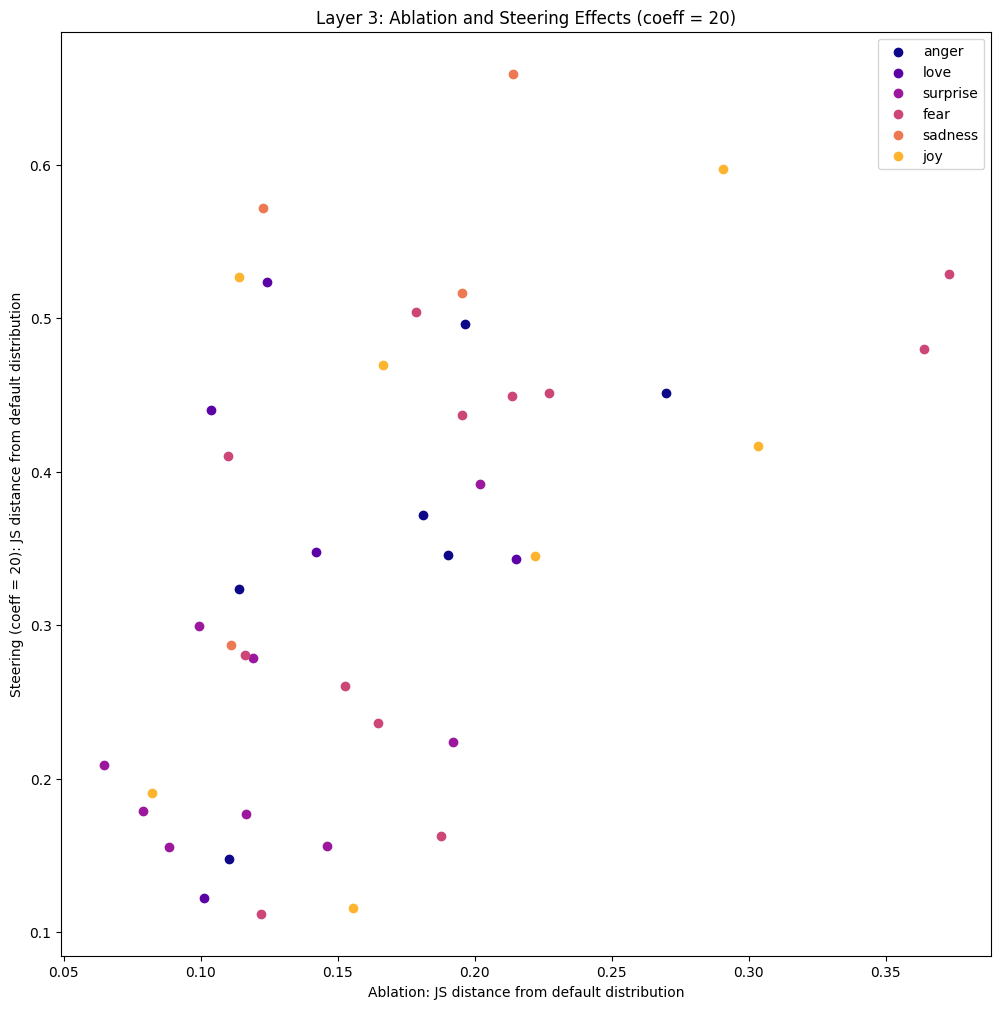 Layer 3: Ablation and Steering Effects (coeff = 20)
anger
love
surprise
fear
sadness
joy
Steering (coeff = 20): JS distance from default distribution
0.6
0.5
0.4
0.3
0.2
0.1
0.05
0.10
0.15
0.20
0.25
0.30
0.35
Ablation: JS distance from default distribution